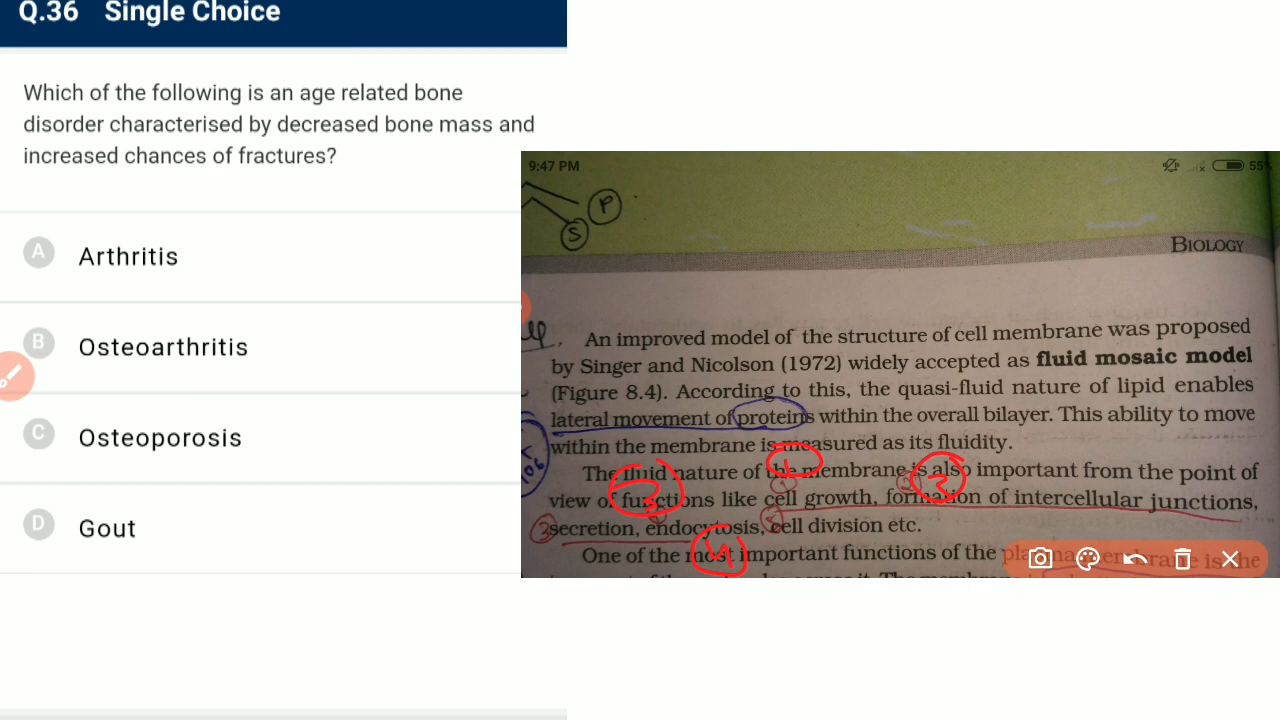 Q.36 Single Choice
Which of the following is an age related bone
disorder characterised by decreased bone mass and
increased chances of fractures?
A Arthritis
B Osteoarthritis
C Osteoporosis
D Gout
9:47 PM
55%
P
S
BIOLOGY
An improved model of the structure of cell membrane was proposed
by Singer and Nicolson (1972) widely accepted as fluid mosaic model
(Figure 8.4). According to this, the quasi-fluid nature of lipid enables
lateral movement of proteins within the overall bilayer. This ability to move
within the membrane is measured as its fluidity.
The fluid nature of the membrane is also important from the point of
view of functions like cell growth, formation of intercellular junctions,
secretion, endocytosis, cell division etc.
One of the most important functions of the plasma membrane is the